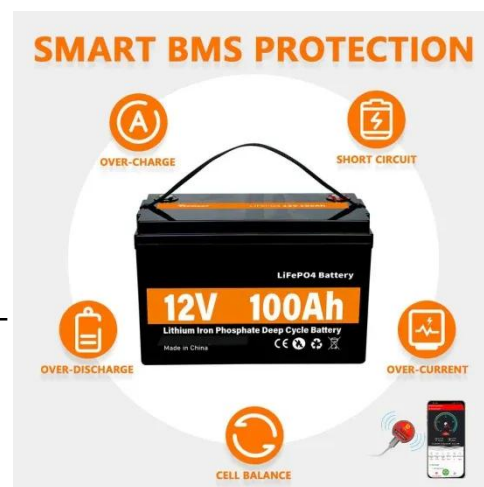 SMART BMS PROTECTION
OVER-CHARGE
SHORT CIRCUIT
LiFePO4 Battery
12V 100Ah
Lithium Iron Phosphate Deep Cycle Battery
Made in China
CE
OVER-DISCHARGE
OVER-CURRENT
CELL BALANCE